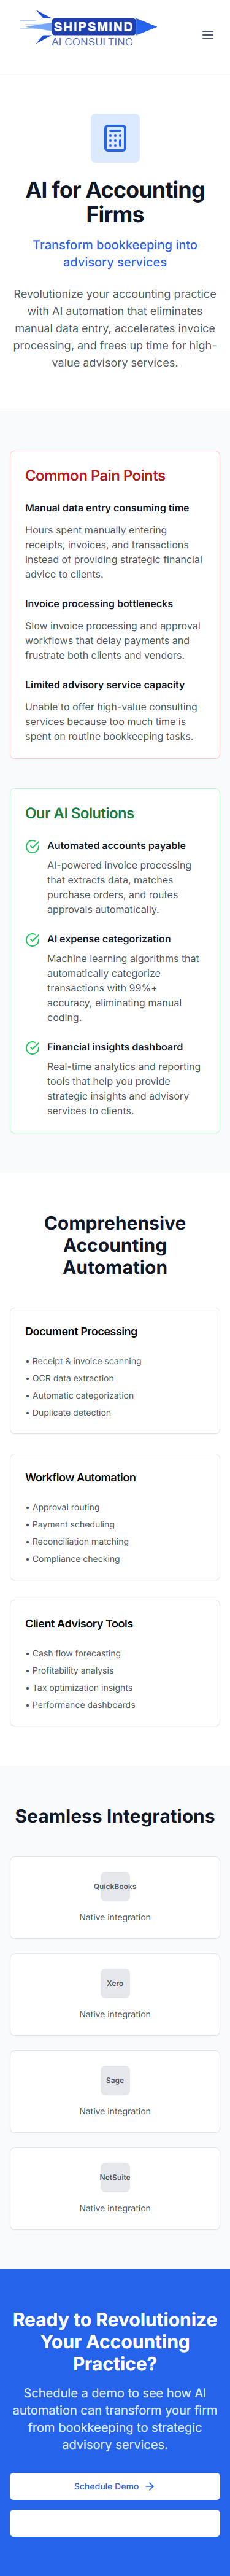 SHIPSMIND
AI CONSULTING
AI for Accounting
Firms
Transform bookkeeping into
advisory services
Revolutionize your accounting practice
with AI automation that eliminates
manual data entry, accelerates invoice
processing, and frees up time for high-
value advisory services.
Common Pain Points
Manual data entry consuming time
Hours spent manually entering
receipts, invoices, and transactions
instead of providing strategic financial
advice to clients.
Invoice processing bottlenecks
Slow invoice processing and approval
workflows that delay payments and
frustrate both clients and vendors.
Limited advisory service capacity
Unable to offer high-value consulting
services because too much time is
spent on routine bookkeeping tasks.
Our AI Solutions
Automated accounts payable
AI-powered invoice processing
that extracts data, matches
purchase orders, and routes
approvals automatically.
AI expense categorization
Machine learning algorithms that
automatically categorize
transactions with 99%+
accuracy, eliminating manual
coding.
Financial insights dashboard
Real-time analytics and reporting
tools that help you provide
strategic insights and advisory
services to clients.
Comprehensive
Accounting
Automation
Document Processing
• Receipt & invoice scanning
• OCR data extraction
• Automatic categorization
• Duplicate detection
Workflow Automation
• Approval routing
• Payment scheduling
• Reconciliation matching
• Compliance checking
Client Advisory Tools
• Cash flow forecasting
• Profitability analysis
• Tax optimization insights
• Performance dashboards
Seamless Integrations
QuickBooks
Native integration
Xero
Native integration
Sage
Native integration
NetSuite
Native integration
Ready to Revolutionize
Your Accounting
Practice?
Schedule a demo to see how AI
automation can transform your firm
from bookkeeping to strategic
advisory services.
Schedule Demo